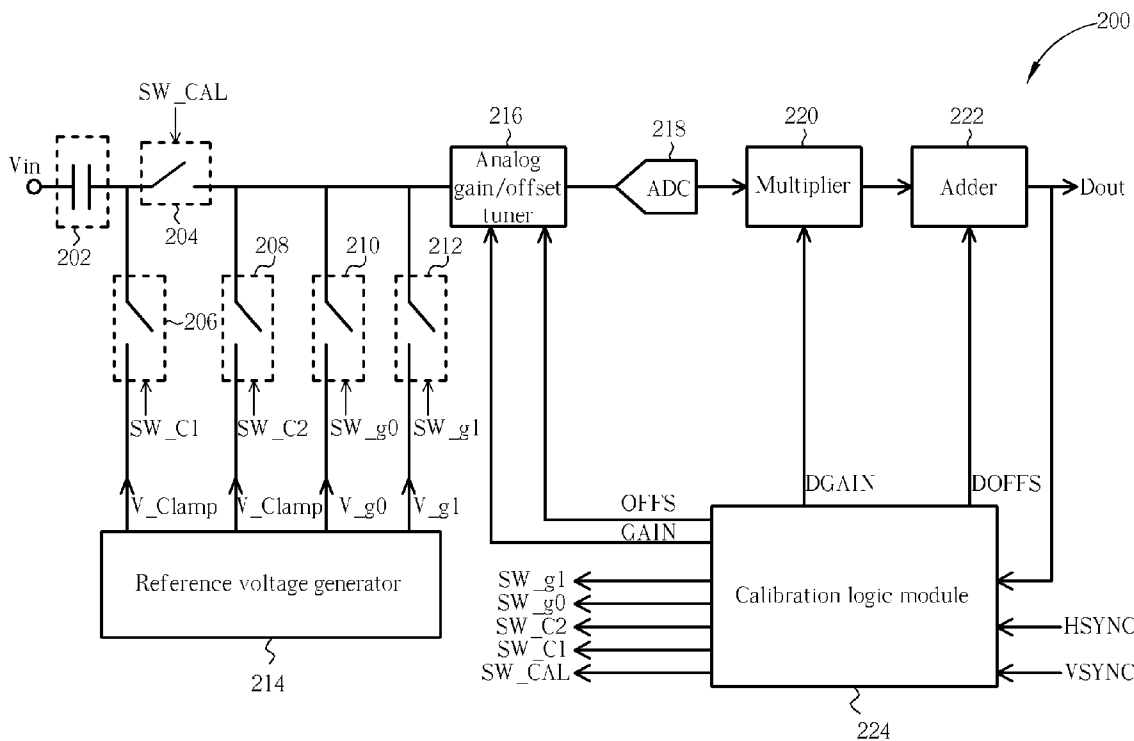 200
SW_CAL
216
218
220
222
Vin
Analog
gain/offset
tuner
ADC
Multiplier
Adder
Dout
202
204
206
208
210
212
SW_C1
SW_C2
SW_g0
SW_g1
V_Clamp
V_Clamp
V_g0
V_g1
Reference voltage generator
214
OFFS
GAIN
DGAIN
DOFFS
Calibration logic module
SW_g1
SW_g0
SW_C2
SW_C1
SW_CAL
HSYNC
VSYNC
224